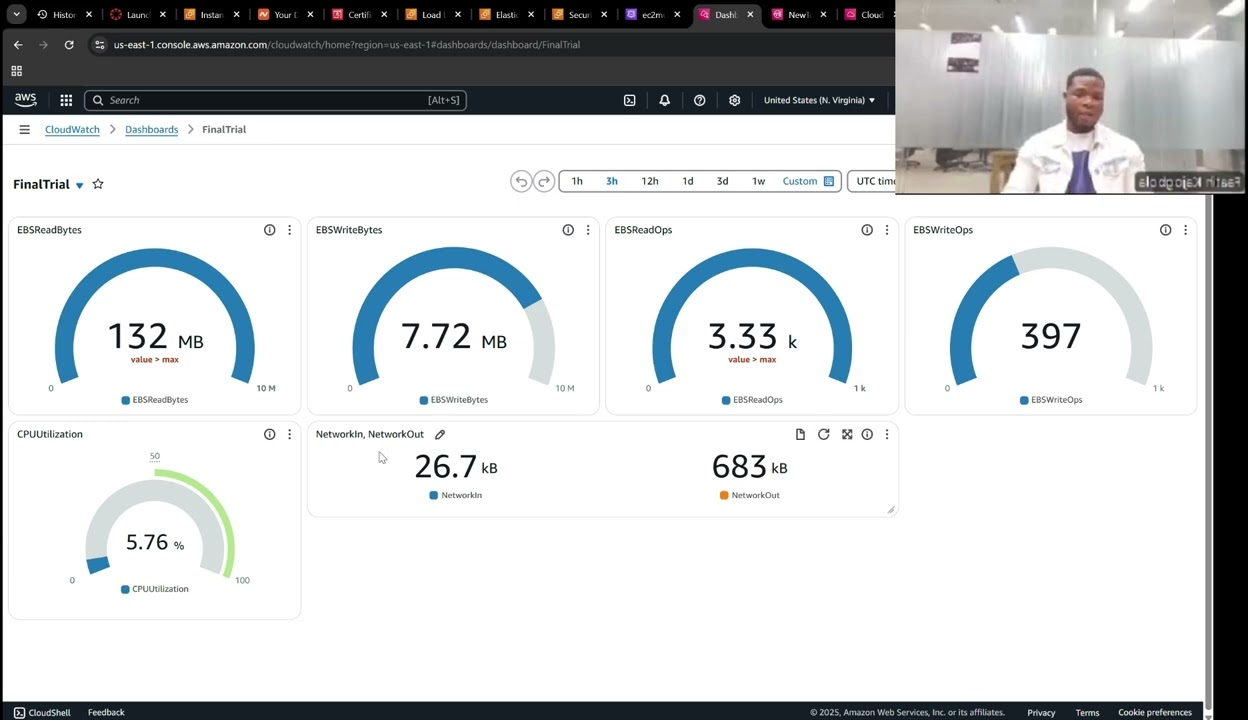 Histor
Launc
Instan
Your D
Certifi
Load
Elastic
Securi
ec2m
Dashb
New
Cloud
us-east-1.console.aws.amazon.com/cloudwatch/home?region=us-east-1#dashboards/dashboard/FinalTrial
aws
Search
[Alt+S]
United States (N. Virginia)
CloudWatch > Dashboards > FinalTrial
FinalTrial
1h 3h 12h 1d 3d 1w Custom
UTC time
Faatih Kajogbola
EBSReadBytes
132 MB
value > max
0
10 M
EBSReadBytes
EBSWriteBytes
7.72 MB
0
10 M
EBSWriteBytes
EBSReadOps
3.33 k
value > max
0
1 k
EBSReadOps
EBSWriteOps
397
0
1 k
EBSWriteOps
CPUUtilization
50
5.76 %
0
100
CPUUtilization
NetworkIn, NetworkOut
26.7 kB
NetworkIn
683 kB
NetworkOut
CloudShell
Feedback
© 2025, Amazon Web Services, Inc. or its affiliates.
Privacy
Terms
Cookie preferences